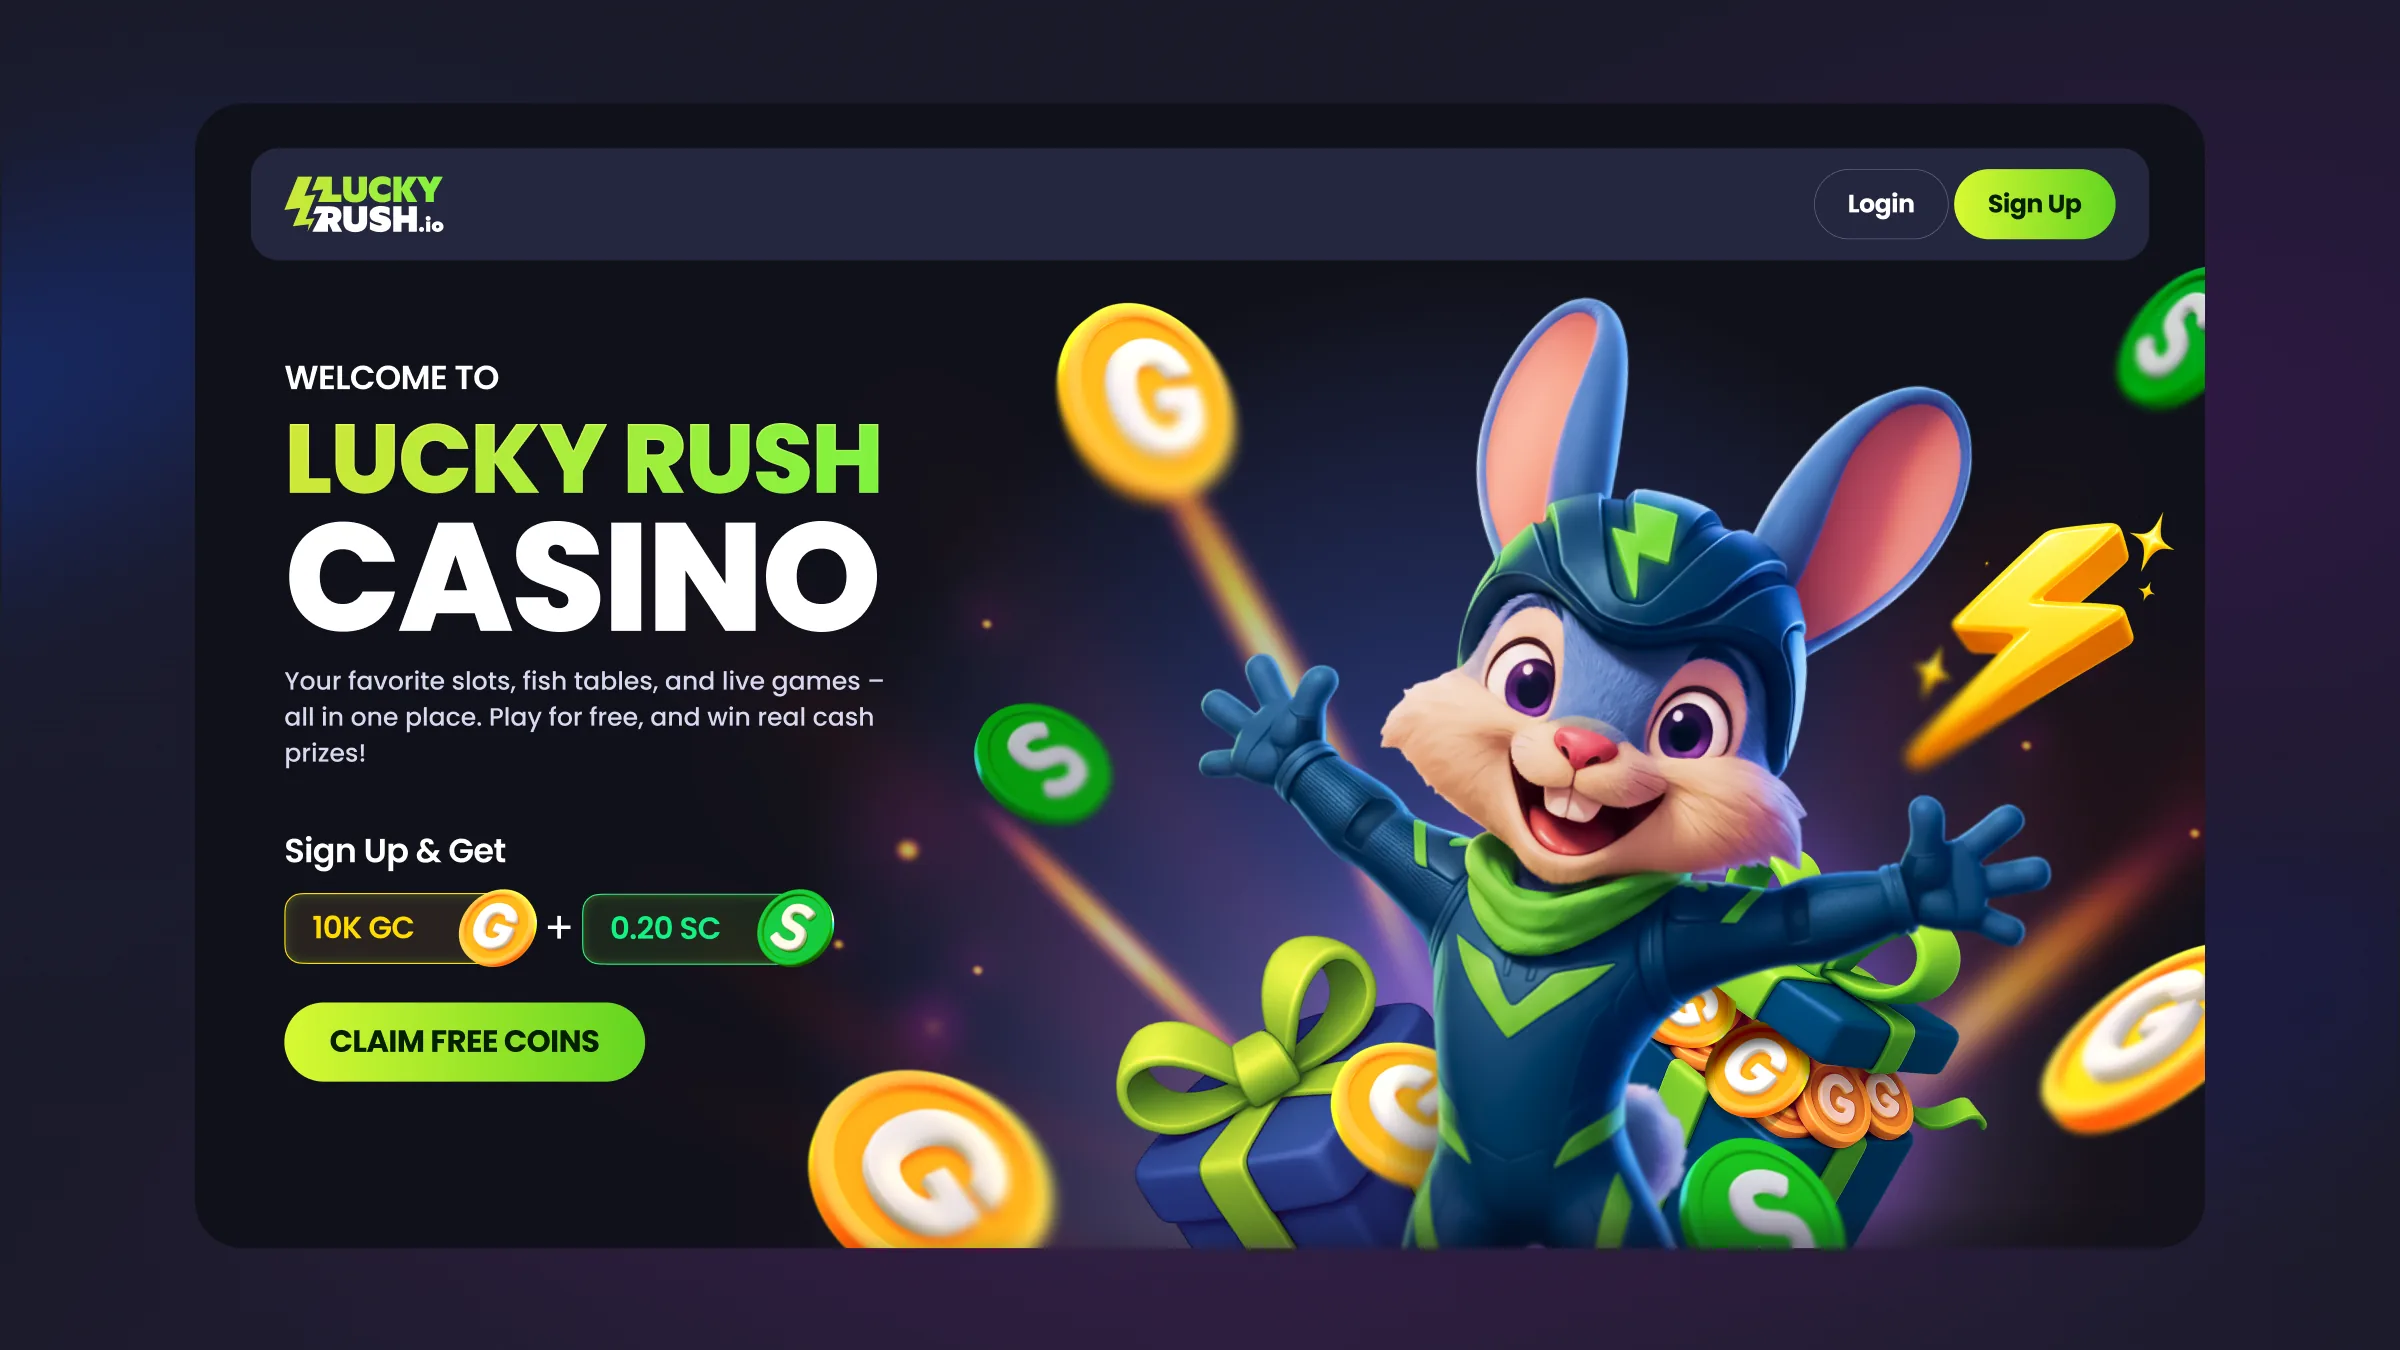 LUCKY
RUSH.io
Login
Sign Up
WELCOME TO
LUCKY RUSH
CASINO
Your favorite slots, fish tables, and live games –
all in one place. Play for free, and win real cash
prizes!
Sign Up & Get
10K GC
G
+
0.20 SC
S
CLAIM FREE COINS
G
S
S
G
G
G
G
G
G
G
S